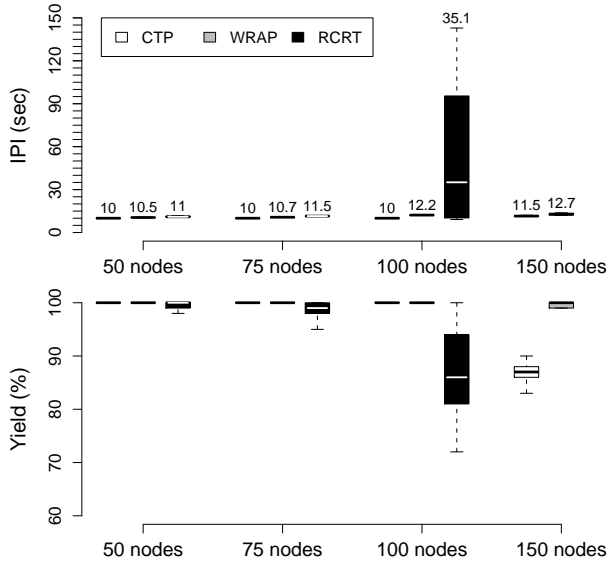 150
CTP WRAP RCRT
35.1
120
90
60
30
0
IPI (sec)
10 10.5 11 10 10.7 11.5 10 12.2 11.5 12.7
50 nodes 75 nodes 100 nodes 150 nodes
100
90
80
70
60
Yield (%)
50 nodes 75 nodes 100 nodes 150 nodes